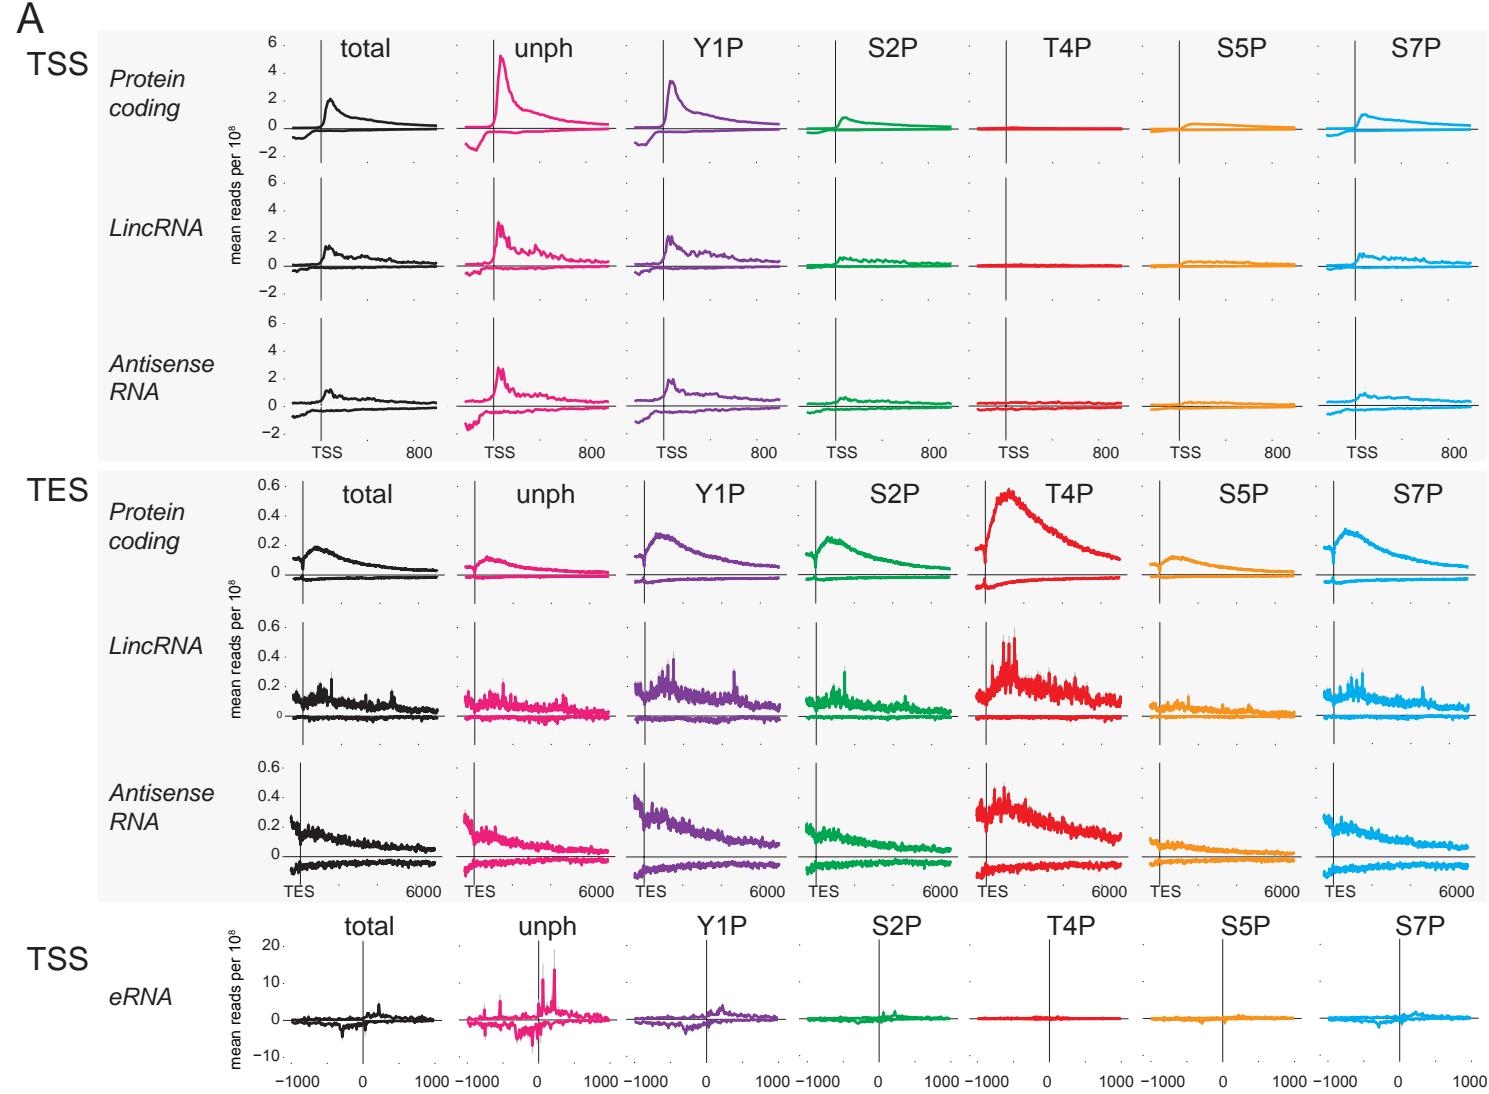 A
TSS
total unph Y1P S2P T4P S5P S7P
Protein
coding
6
4
2
0
−2
mean reads per 10⁸
LincRNA
6
4
2
0
−2
Antisense
RNA
6
4
2
0
−2
TSS 800 TSS 800 TSS 800 TSS 800 TSS 800 TSS 800 TSS 800
TES
total unph Y1P S2P T4P S5P S7P
Protein
coding
0.6
0.4
0.2
0
mean reads per 10⁸
LincRNA
0.6
0.4
0.2
0
Antisense
RNA
0.6
0.4
0.2
0
TES 6000 TES 6000 TES 6000 TES 6000 TES 6000 TES 6000 TES 6000
TSS
total unph Y1P S2P T4P S5P S7P
eRNA
mean reads per 10⁸
20
10
0
−10
−1000 0 1000 −1000 0 1000 −1000 0 1000 −1000 0 1000 −1000 0 1000 −1000 0 1000 −1000 0 1000